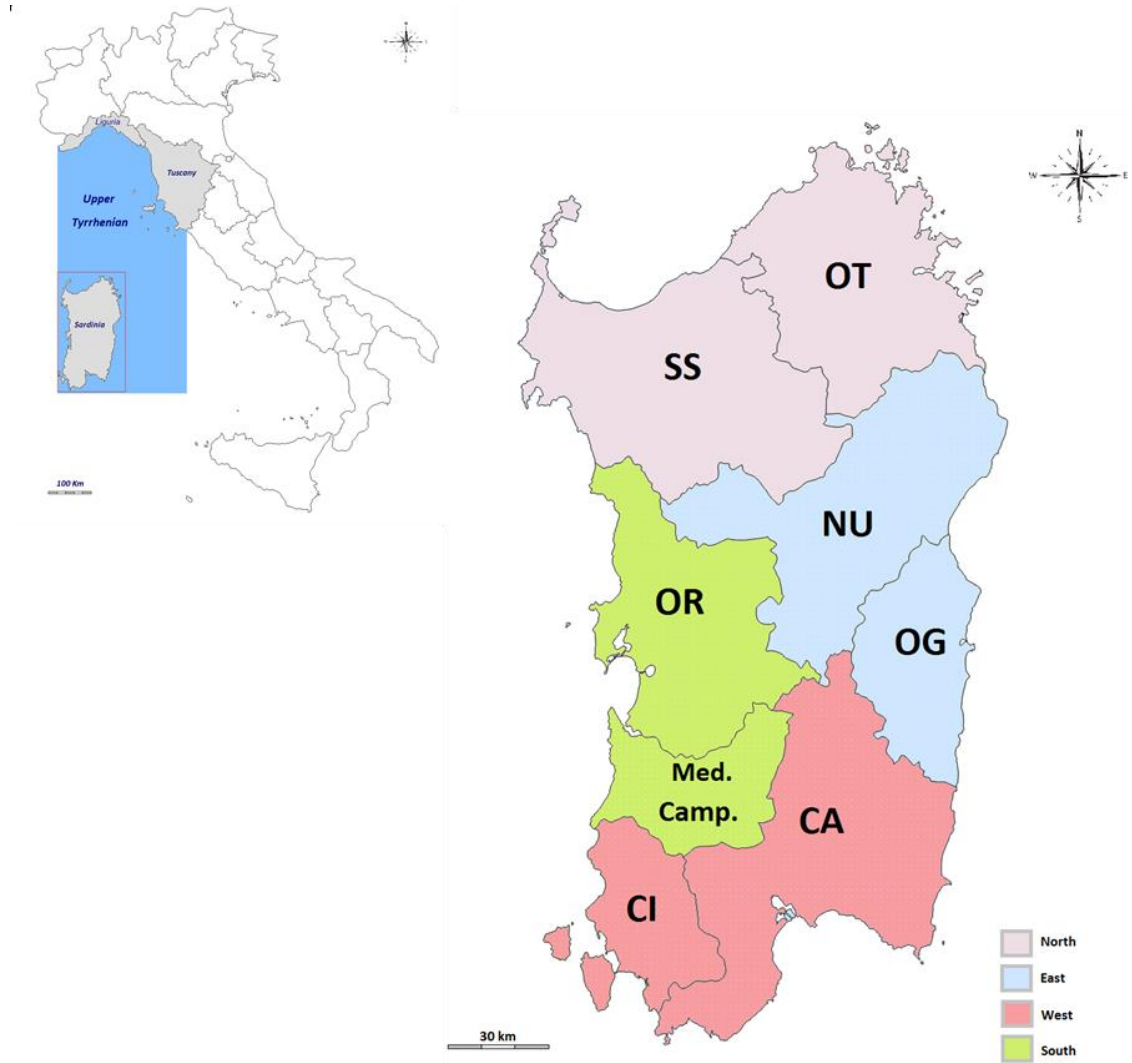 Liguria
Tuscany
Upper
Tyrrhenian
Sardinia
100 Km
N
W
E
S
OT
SS
NU
OR
OG
Med.
Camp.
CA
CI
30 km
North
East
West
South